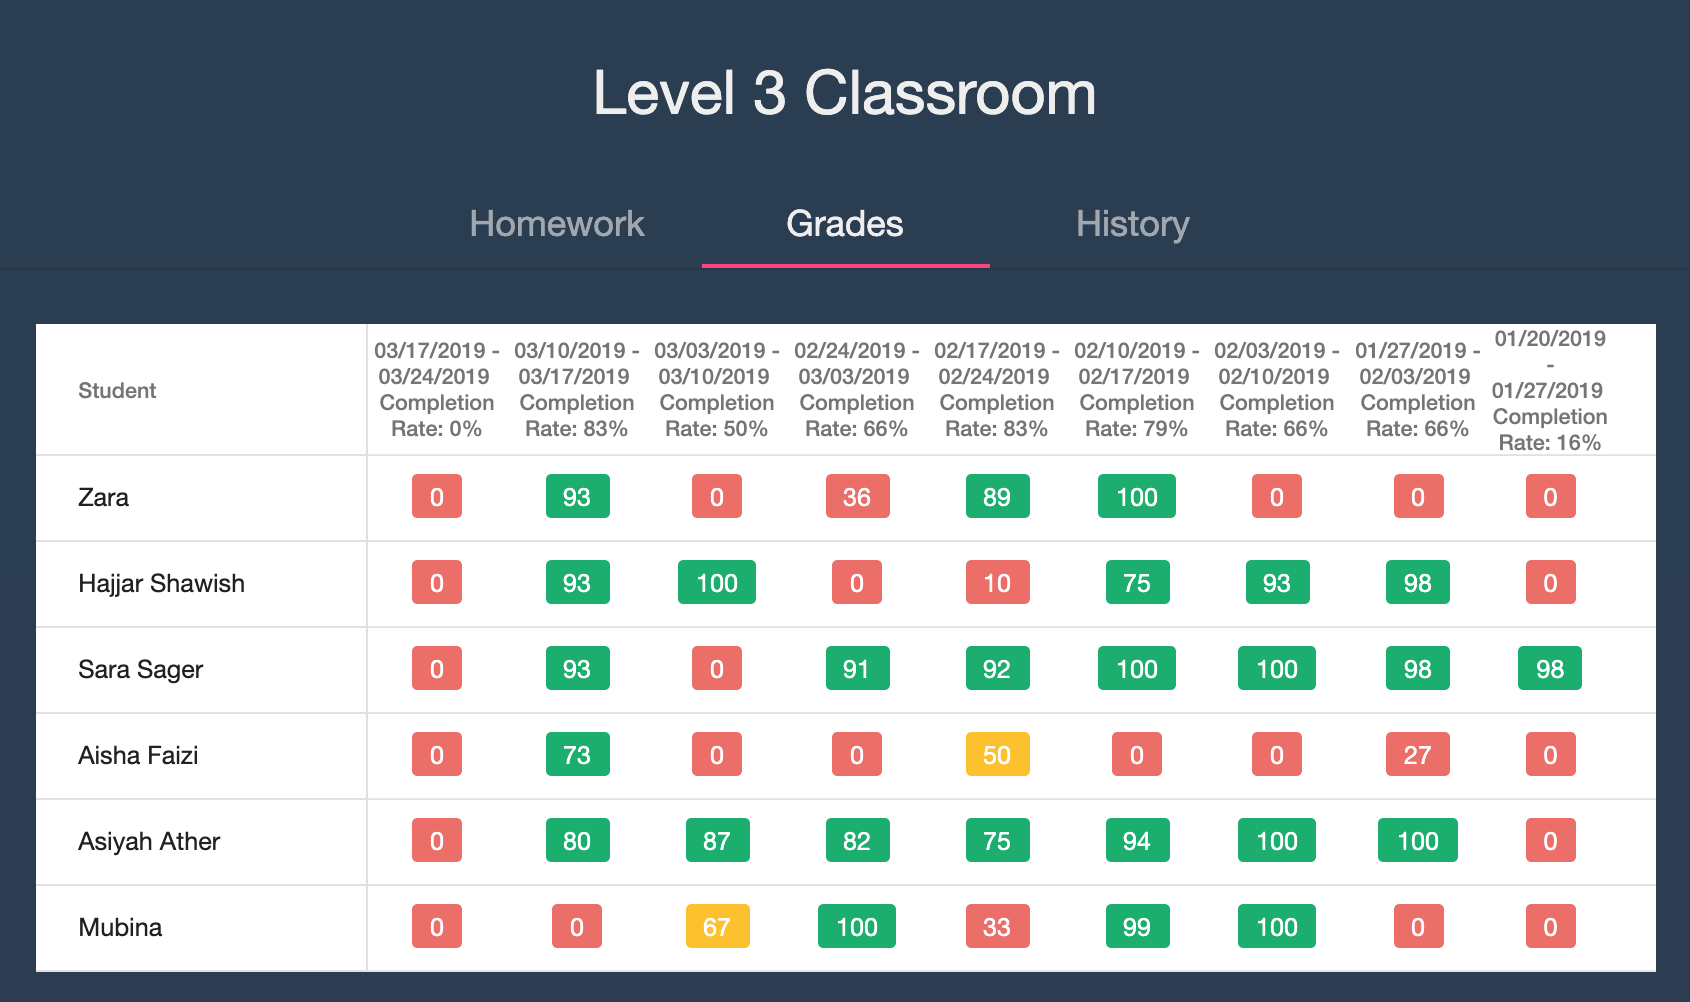 Level 3 Classroom
Homework Grades History
Student
03/17/2019 -
03/24/2019
Completion
Rate: 0%
03/10/2019 -
03/17/2019
Completion
Rate: 83%
03/03/2019 -
03/10/2019
Completion
Rate: 50%
02/24/2019 -
03/03/2019
Completion
Rate: 66%
02/17/2019 -
02/24/2019
Completion
Rate: 83%
02/10/2019 -
02/17/2019
Completion
Rate: 79%
02/03/2019 -
02/10/2019
Completion
Rate: 66%
01/27/2019 -
02/03/2019
Completion
Rate: 66%
01/20/2019
-
01/27/2019
Completion
Rate: 16%
Zara 0 93 0 36 89 100 0 0 0
Hajjar Shawish 0 93 100 0 10 75 93 98 0
Sara Sager 0 93 0 91 92 100 100 98 98
Aisha Faizi 0 73 0 0 50 0 0 27 0
Asiyah Ather 0 80 87 82 75 94 100 100 0
Mubina 0 0 67 100 33 99 100 0 0